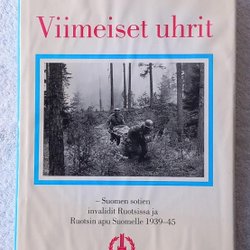 Viimeiset uhrit
– Suomen sotien
invalidit Ruotsissa ja
Ruotsin apu Suomelle 1939–45